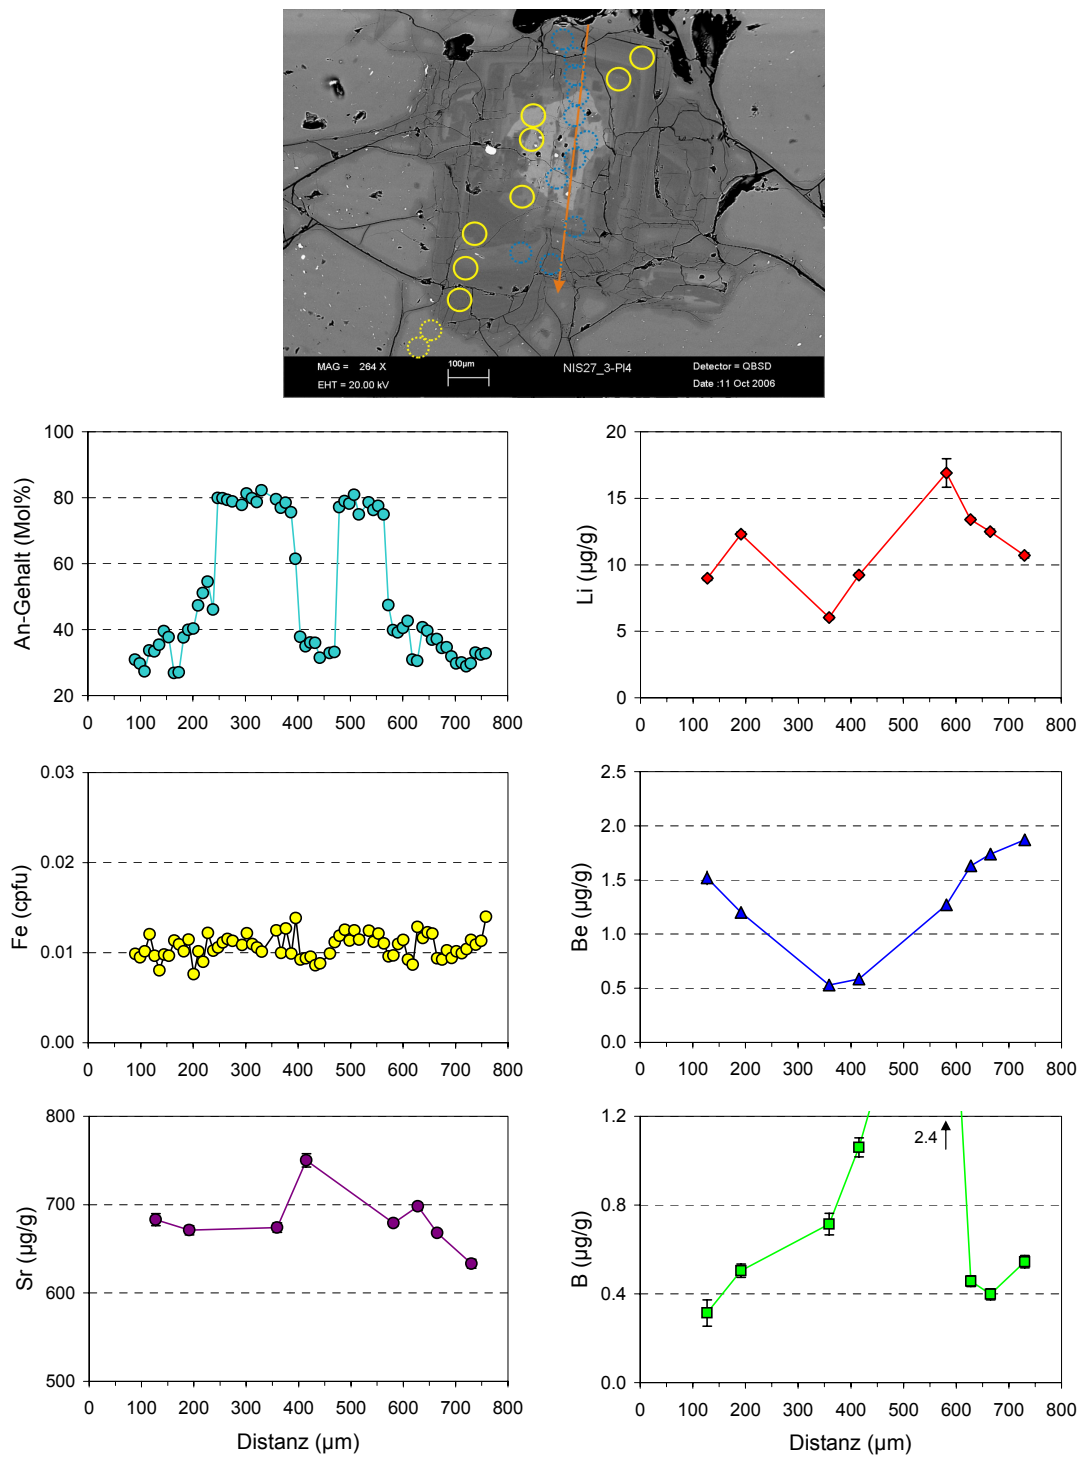 MAG = 264 X
EHT = 20.00 kV
100µm
NIS27_3-Pl4
Detector = QBSD
Date :11 Oct 2006
An-Gehalt (Mol%)
100
80
60
40
20
0 100 200 300 400 500 600 700 800
Li (µg/g)
20
15
10
5
0
0 100 200 300 400 500 600 700 800
Fe (cpfu)
0.03
0.02
0.01
0.00
0 100 200 300 400 500 600 700 800
Be (µg/g)
2.5
2.0
1.5
1.0
0.5
0.0
0 100 200 300 400 500 600 700 800
Sr (µg/g)
800
700
600
500
0 100 200 300 400 500 600 700 800
Distanz (µm)
B (µg/g)
1.2
0.8
0.4
0.0
2.4
0 100 200 300 400 500 600 700 800
Distanz (µm)